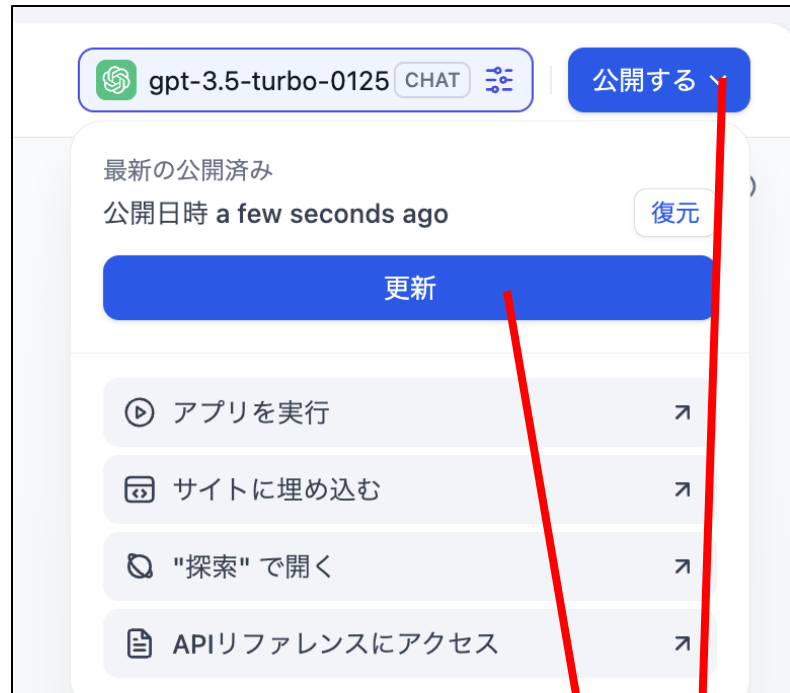 gpt-3.5-turbo-0125 CHAT 公開する
最新の公開済み
公開日時 a few seconds ago 復元
更新
アプリを実行
サイトに埋め込む
"探索" で開く
APIリファレンスにアクセス